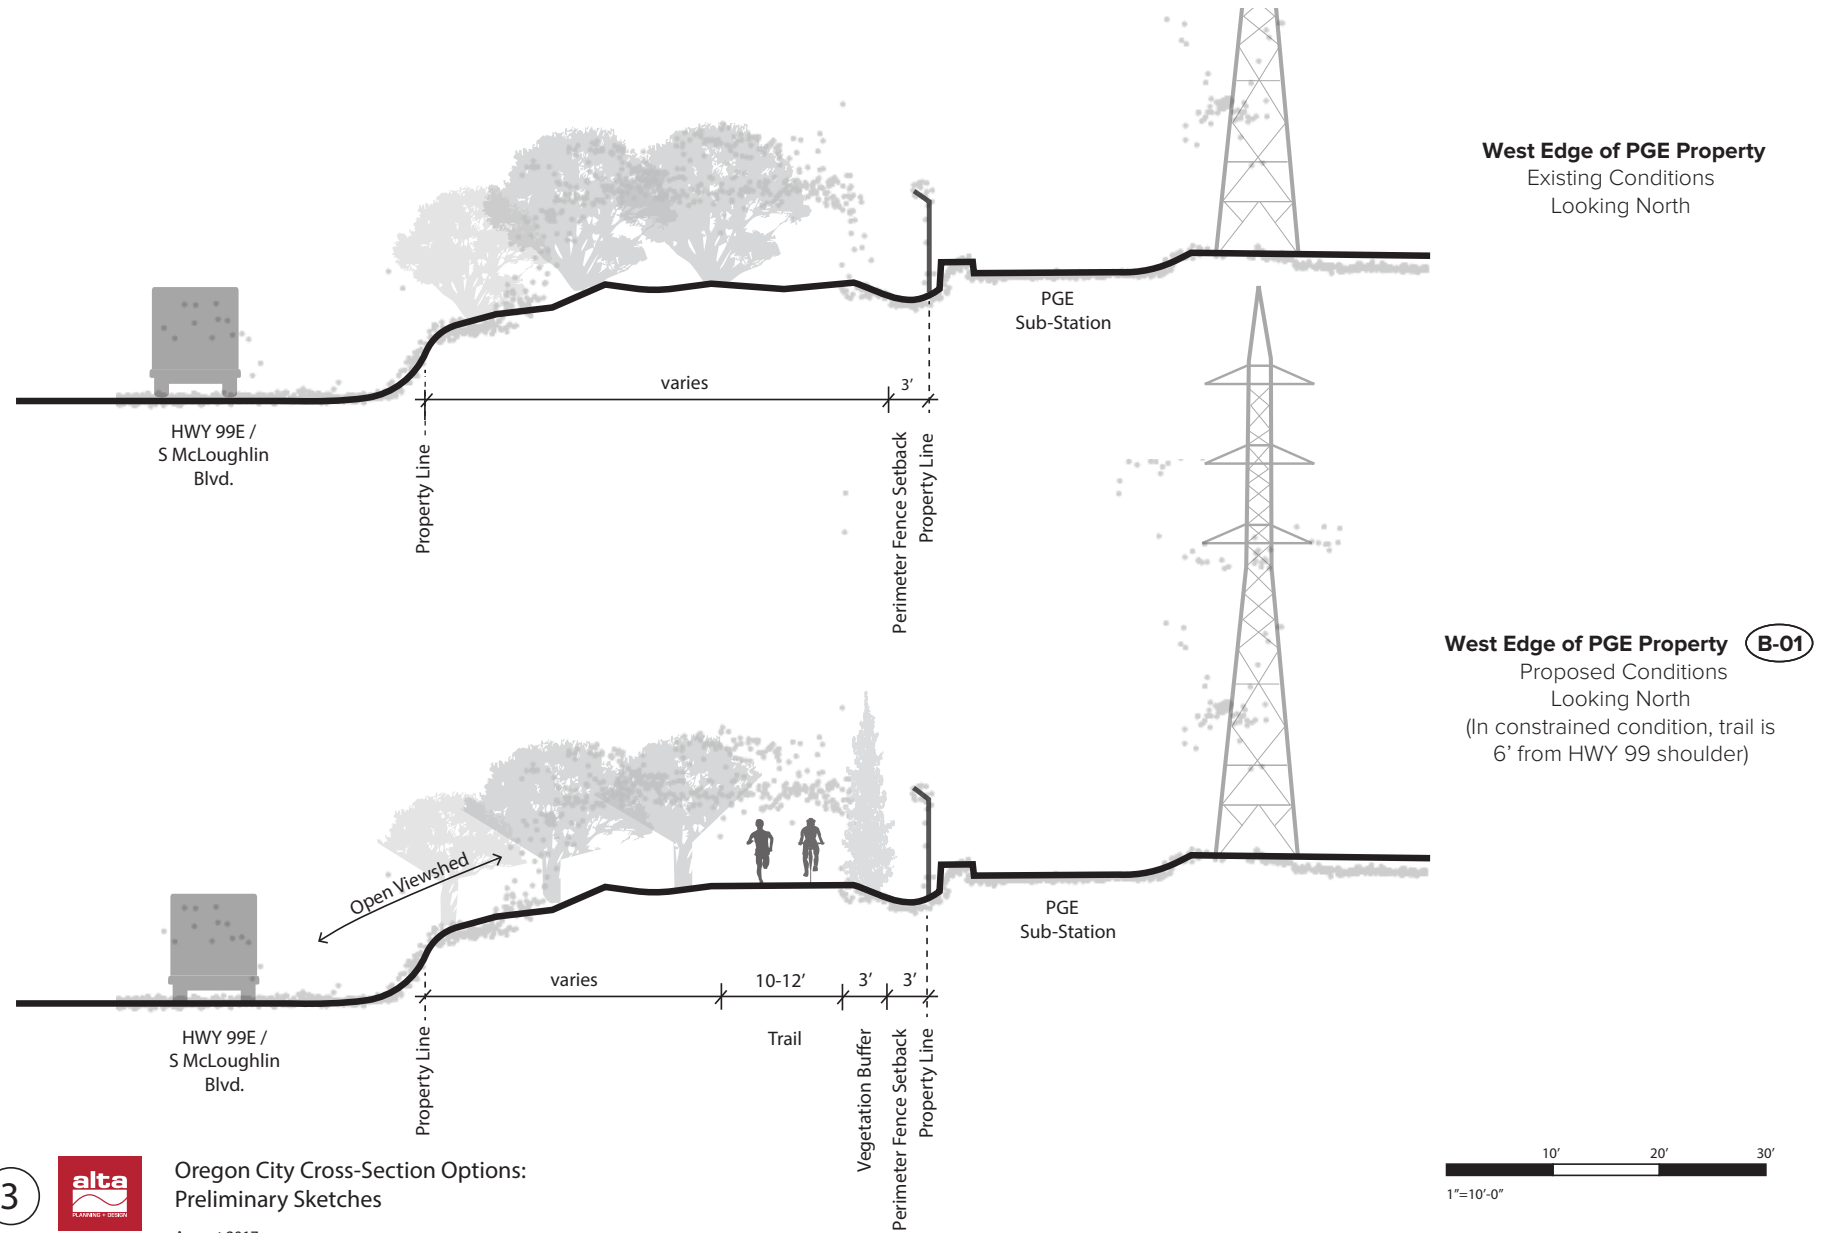 West Edge of PGE Property
Existing Conditions
Looking North
PGE
Sub-Station
varies
3’
HWY 99E /
S McLoughlin
Blvd.
Property Line
Perimeter Fence Setback
Property Line
West Edge of PGE Property B-01
Proposed Conditions
Looking North
(In constrained condition, trail is
6’ from HWY 99 shoulder)
Open Viewshed
PGE
Sub-Station
varies
10-12’
3’
3’
HWY 99E /
S McLoughlin
Blvd.
Property Line
Trail
Vegetation Buffer
Perimeter Fence Setback
Property Line
3
alta
PLANNING + DESIGN
Oregon City Cross-Section Options:
Preliminary Sketches
10’ 20’ 30’
1”=10’-0”